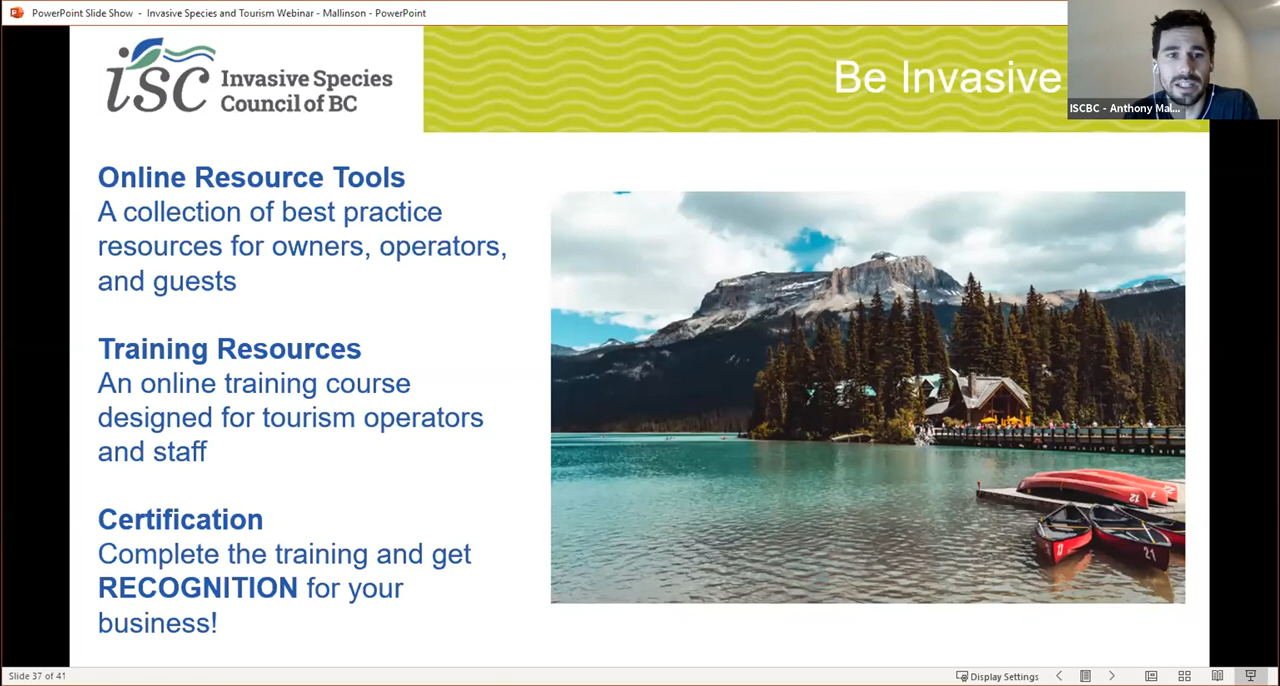 PowerPoint Slide Show - Invasive Species and Tourism Webinar - Mallinson - PowerPoint
isc Invasive Species
Council of BC
Be Invasive
ISCBC - Anthony Mal...
Online Resource Tools
A collection of best practice
resources for owners, operators,
and guests
Training Resources
An online training course
designed for tourism operators
and staff
Certification
Complete the training and get
RECOGNITION for your
business!
12
21
Slide 37 of 41
Display Settings